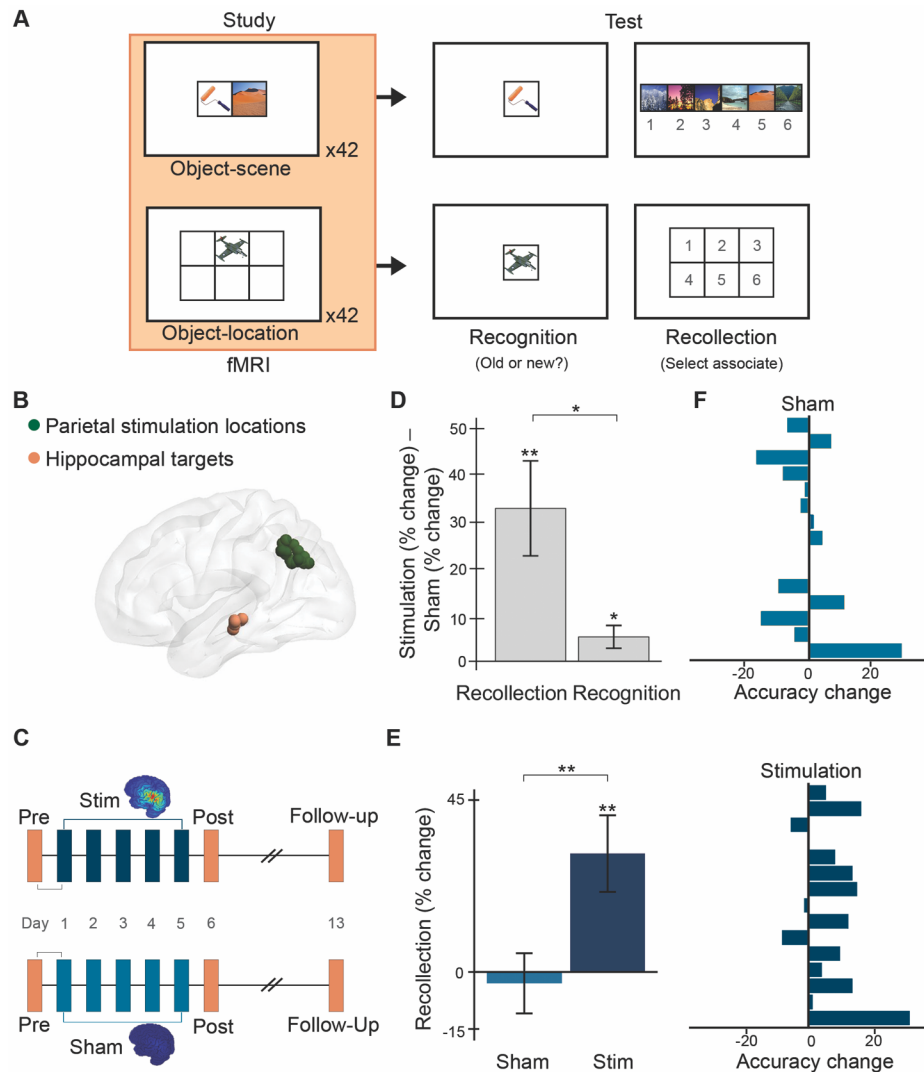 A
Study
Test
x42
Object-scene
1 2 3 4 5 6
x42
Object-location
fMRI
1 2 3
4 5 6
Recognition
(Old or new?)
Recollection
(Select associate)
B
Parietal stimulation locations
Hippocampal targets
C
Stim
Pre
Post
Follow-up
Day 1 2 3 4 5 6 13
Pre
Post
Follow-Up
Sham
D
*
**
*
Stimulation (% change) –
Sham (% change)
50
40
30
20
10
0
Recollection Recognition
E
**
**
Recollection (% change)
45
0
-15
Sham Stim
F
Sham
-20 0 20
Accuracy change
Stimulation
-20 0 20
Accuracy change